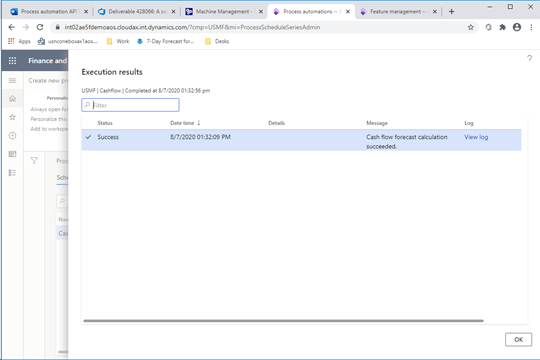 Process automation API
Deliverable 428096: A s
Machine Management -
Process automations -
Feature management -
int02ae5fdemoaos.cloudax.int.dynamics.com/?cmp=USMF&mi=ProcessScheduleSeriesAdmin
Apps
usnconeboxax1aos...
Work
7-Day Forecast for...
Desks
Finance and
?
Execution results
Create new pro
USMF | Cashflow | Completed at 8/7/2020 01:32:56 pm
Personaliz
Filter
Always open for
Personalize this
Add to workspa
Status
Date time ↓
Details
Message
Log
Success
8/7/2020 01:32:09 PM
Cash flow forecast calculation
succeeded.
View log
Proc
Sche
Nam
Cas
OK